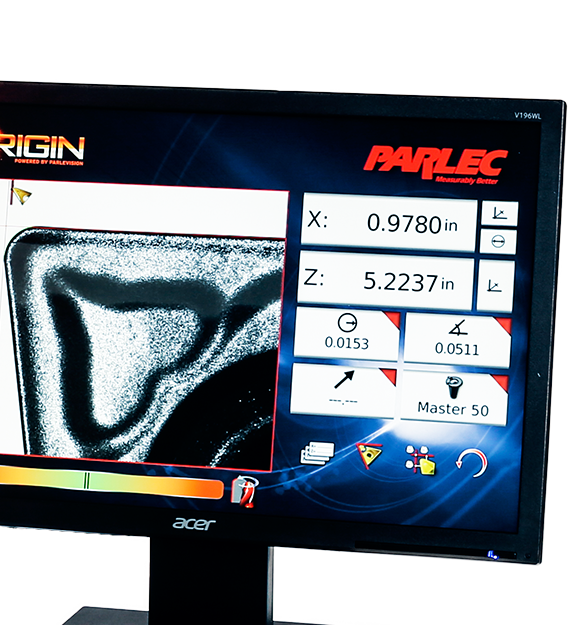 V196WL
RIGIN
POWERED BY PARLEVISION
PARLEC
Measurably Better
X: 0.9780 in
Z: 5.2237 in
0.0153
0.0511
---.--
Master 50
acer